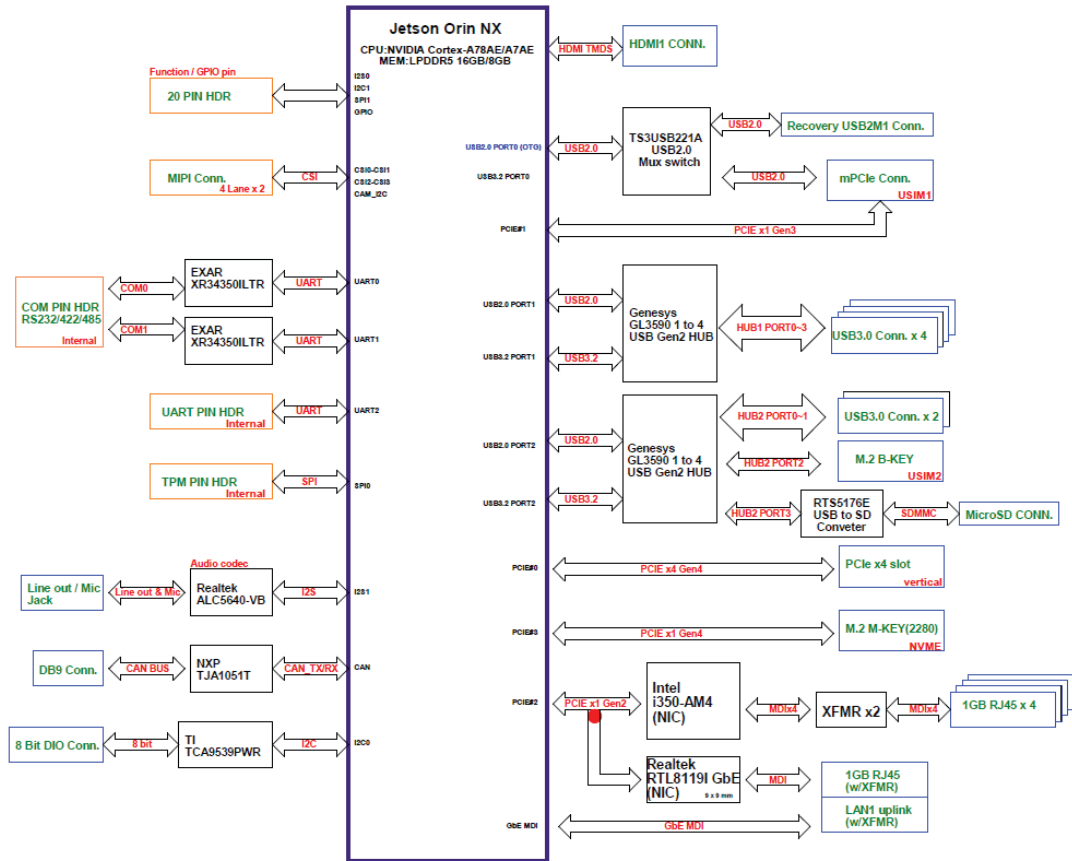 Jetson Orin NX
CPU:NVIDIA Cortex-A78AE/A7AE
MEM:LPDDR5 16GB/8GB
Function / GPIO pin
20 PIN HDR
I2S0
I2C1
SPI1
GPIO
MIPI Conn.
4 Lane x 2
CSI
CSI0-CSI1
CSI2-CSI3
CAM_I2C
COM PIN HDR
RS232/422/485
Internal
COM0
EXAR
XR34350ILTR
UART
UART0
COM1
EXAR
XR34350ILTR
UART
UART1
UART PIN HDR
Internal
UART
UART2
TPM PIN HDR
Internal
SPI
SPI0
Line out / Mic
Jack
Line out & Mic
Audio codec
Realtek
ALC5640-VB
I2S
I2S1
DB9 Conn.
CAN BUS
NXP
TJA1051T
CAN_TX/RX
CAN
8 Bit DIO Conn.
8 bit
TI
TCA9539PWR
I2C
I2C0
HDMI TMDS
HDMI1 CONN.
USB2.0 PORT0 (OTG)
USB2.0
TS3USB221A
USB2.0
Mux switch
USB2.0
Recovery USB2M1 Conn.
USB3.2 PORT0
USB2.0
mPCIe Conn.
USIM1
PCIE#1
PCIE x1 Gen3
USB2.0 PORT1
USB2.0
USB3.2 PORT1
USB3.2
Genesys
GL3590 1 to 4
USB Gen2 HUB
HUB1 PORT0~3
USB3.0 Conn. x 4
USB2.0 PORT2
USB2.0
USB3.2 PORT2
USB3.2
Genesys
GL3590 1 to 4
USB Gen2 HUB
HUB2 PORT0~1
USB3.0 Conn. x 2
HUB2 PORT2
M.2 B-KEY
USIM2
HUB2 PORT3
RTS5176E
USB to SD
Conveter
SDMMC
MicroSD CONN.
PCIE#0
PCIE x4 Gen4
PCIe x4 slot
vertical
PCIE#3
PCIE x1 Gen4
M.2 M-KEY(2280)
NVME
PCIE#2
PCIE x1 Gen2
Intel
i350-AM4
(NIC)
MDIx4
XFMR x2
MDIx4
1GB RJ45 x 4
Realtek
RTL8119I GbE
(NIC)
9 x 9 mm
MDI
1GB RJ45
(w/XFMR)
LAN1 uplink
(w/XFMR)
GbE MDI
GbE MDI